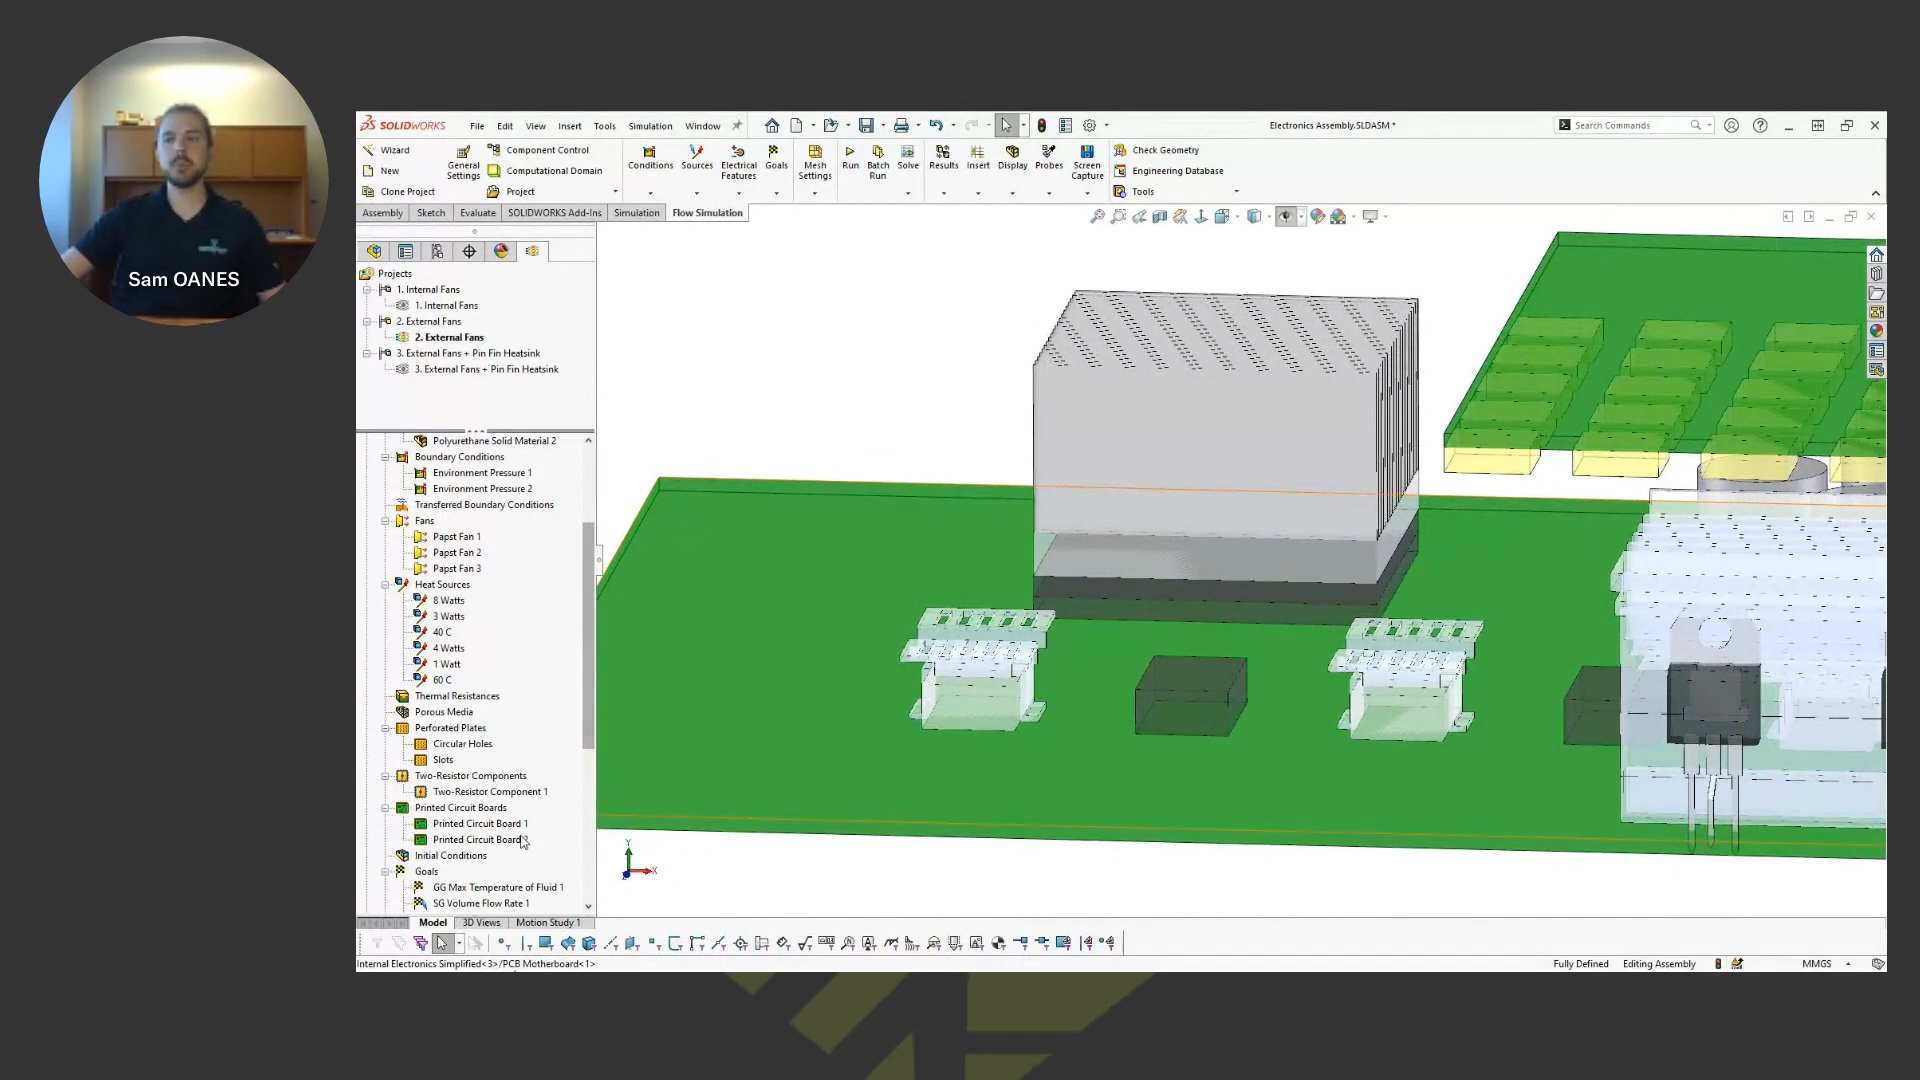 Sam OANES
SOLIDWORKS
File Edit View Insert Tools Simulation Window
Electronics Assembly.SLDASM *
Search Commands
Wizard
New
Clone Project
General Settings
Component Control
Computational Domain
Project
Conditions
Sources
Electrical Features
Goals
Mesh Settings
Run
Batch Run
Solve
Results
Insert
Display
Probes
Screen Capture
Check Geometry
Engineering Database
Tools
Assembly Sketch Evaluate SOLIDWORKS Add-Ins Simulation Flow Simulation
Projects
1. Internal Fans
1. Internal Fans
2. External Fans
2. External Fans
3. External Fans + Pin Fin Heatsink
3. External Fans + Pin Fin Heatsink
Polyurethane Solid Material 2
Boundary Conditions
Environment Pressure 1
Environment Pressure 2
Transferred Boundary Conditions
Fans
Papst Fan 1
Papst Fan 2
Papst Fan 3
Heat Sources
8 Watts
3 Watts
40 C
4 Watts
1 Watt
60 C
Thermal Resistances
Porous Media
Perforated Plates
Circular Holes
Slots
Two-Resistor Components
Two-Resistor Component 1
Printed Circuit Boards
Printed Circuit Board 1
Printed Circuit Board
Initial Conditions
Goals
GG Max Temperature of Fluid 1
SG Volume Flow Rate 1
Y
X
Z
Model 3D Views Motion Study 1
Internal Electronics Simplified<3>/PCB Motherboard<1>
Fully Defined Editing Assembly MMGS